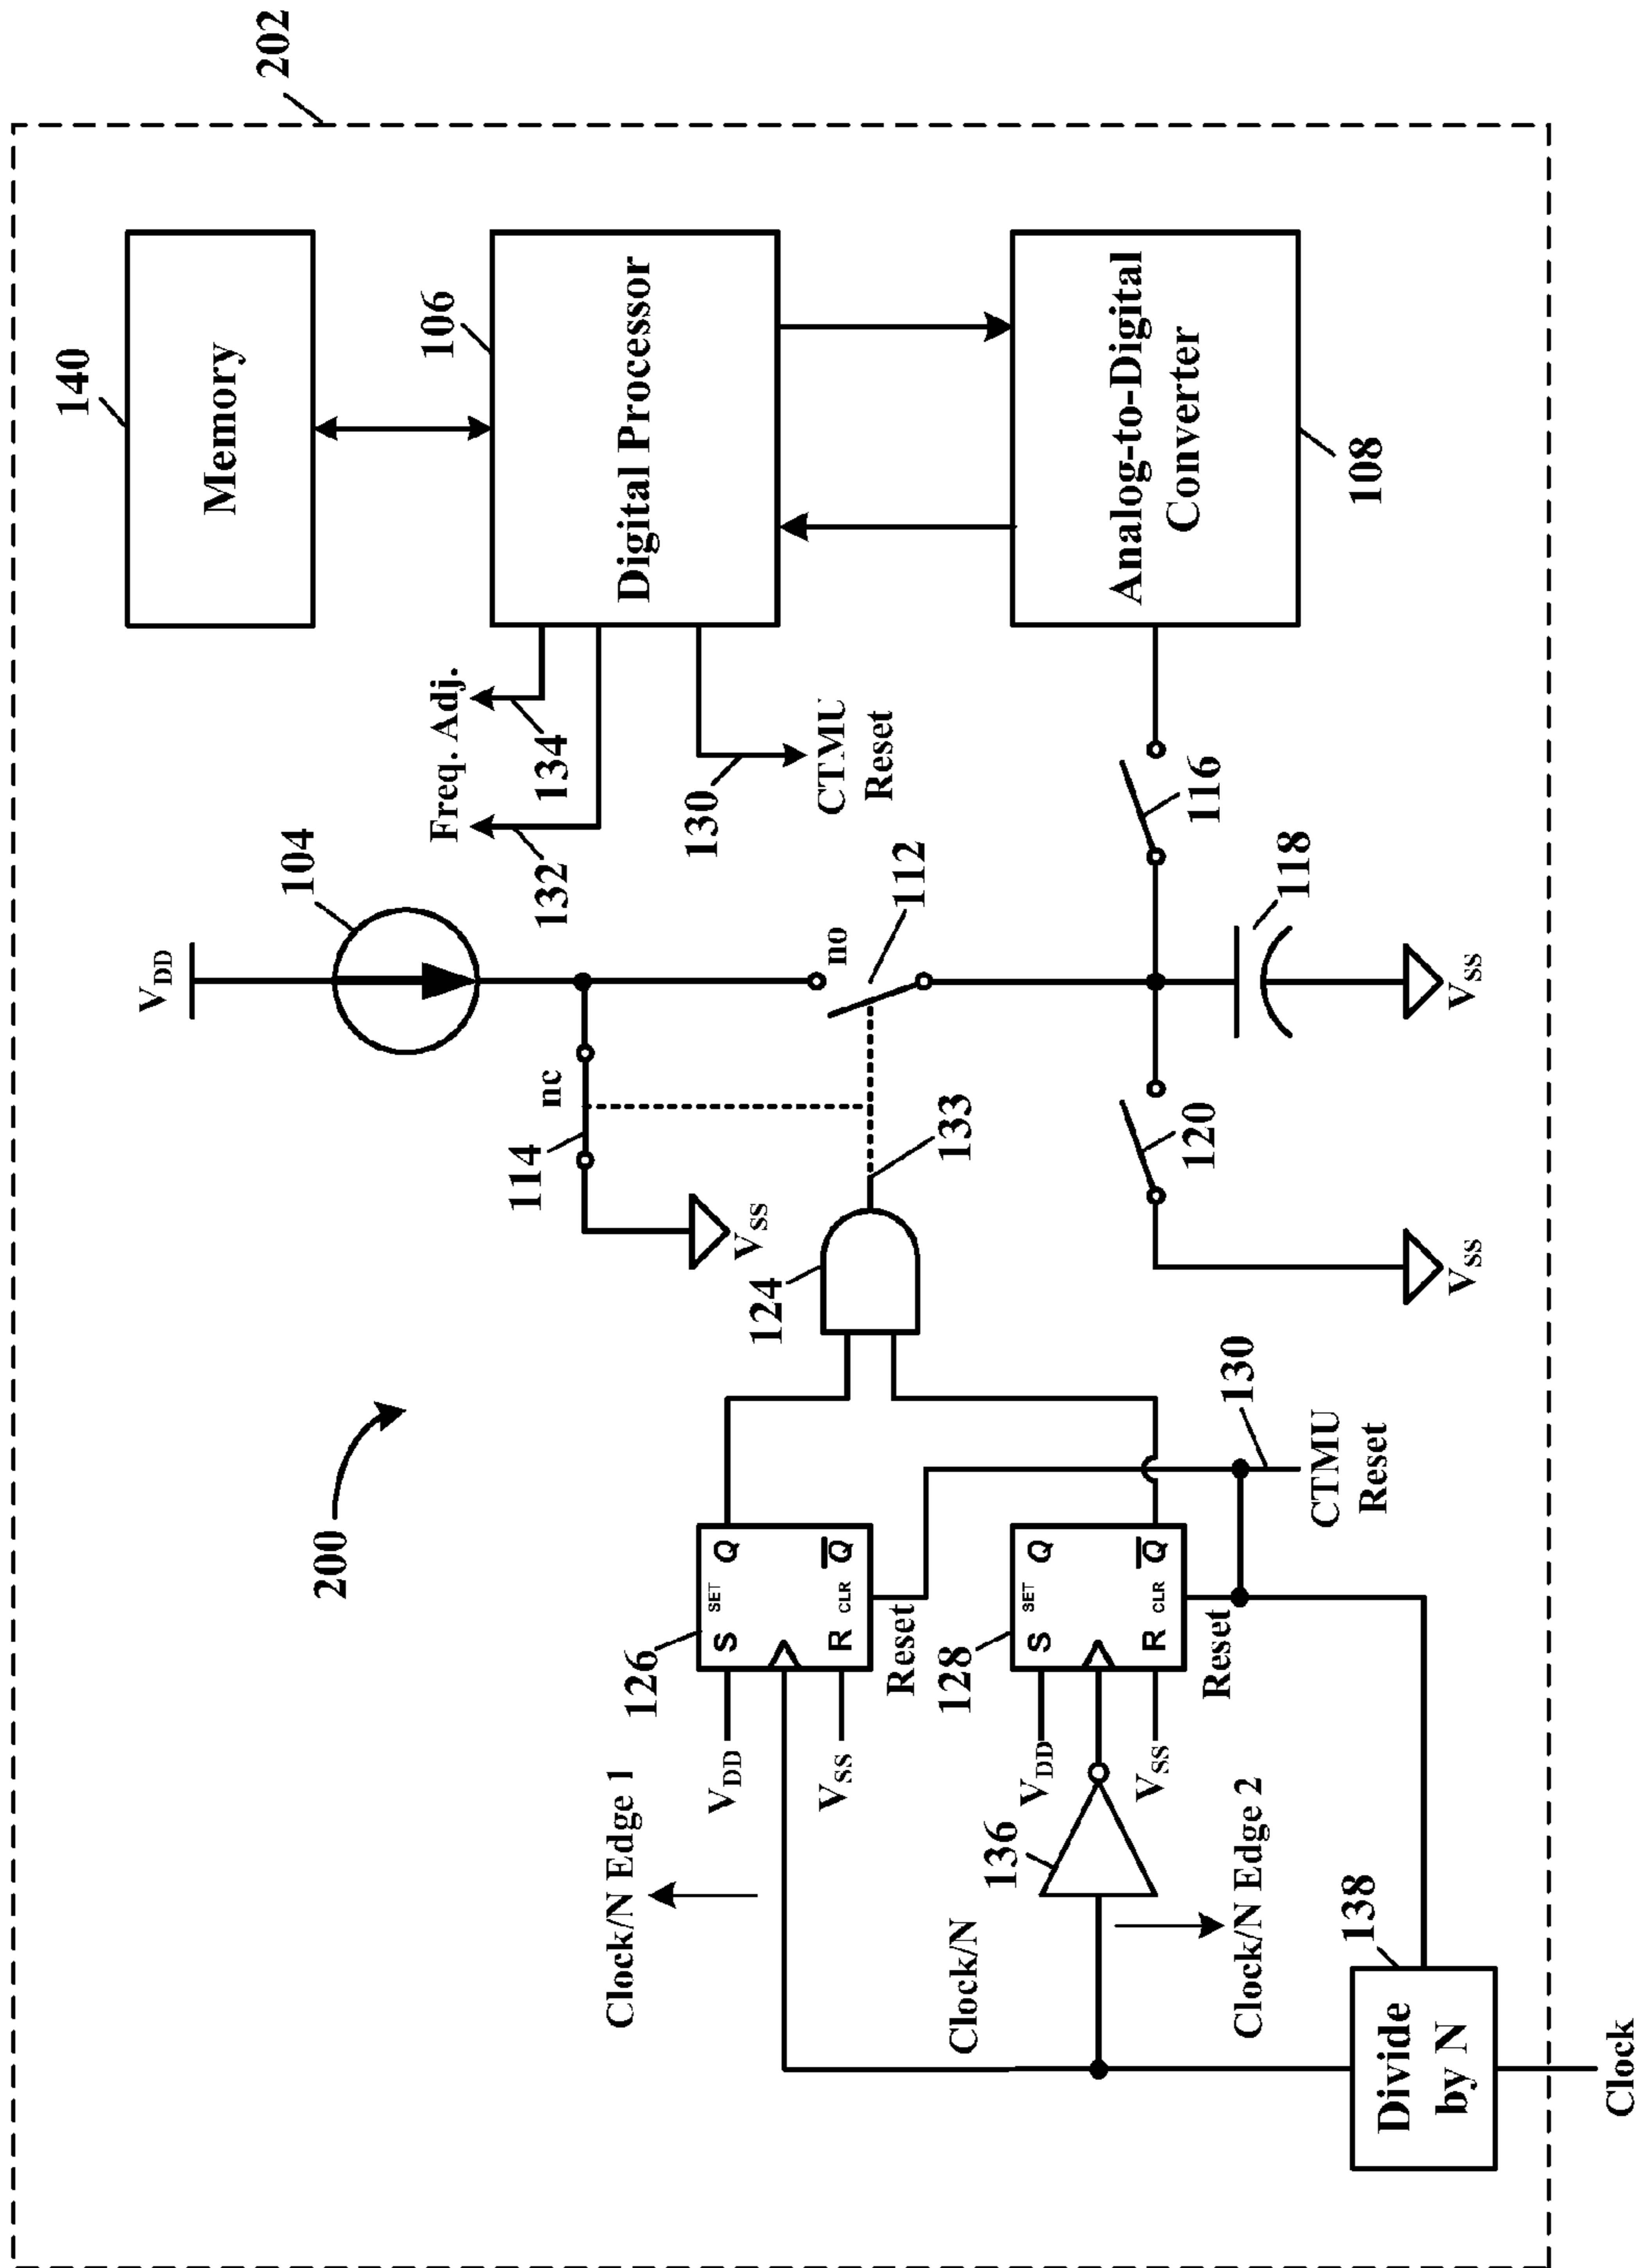 202
200
140
Memory
106
Digital Processor
Analog-to-Digital
Converter
108
Freq. Adj.
134
132
130
CTMU
Reset
V_DD
104
nc
114
V_SS
no
112
133
124
116
118
V_SS
120
V_SS
126
S
SET
Q
R
CLR
Q̅
V_DD
V_SS
Reset
Clock/N Edge 1
128
S
SET
Q
R
CLR
Q̅
V_DD
V_SS
Reset
136
130
CTMU
Reset
Clock/N
Clock/N Edge 2
138
Divide
by N
Clock